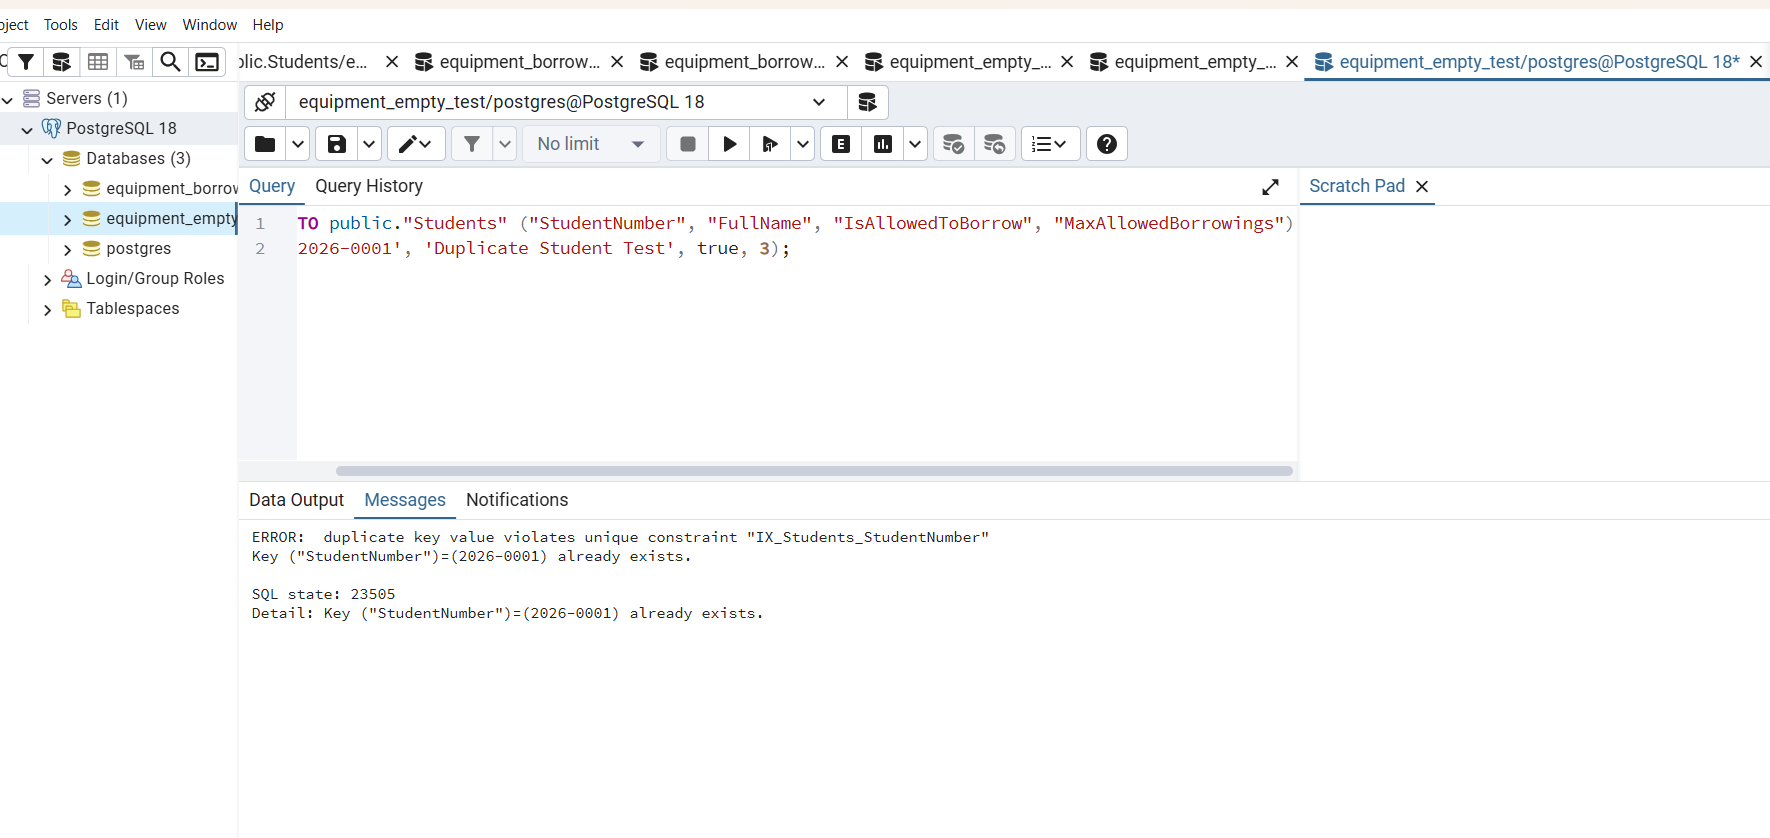 oject Tools Edit View Window Help
olic.Students/e... equipment_borrow... equipment_borrow... equipment_empty_... equipment_empty_... equipment_empty_test/postgres@PostgreSQL 18*
Servers (1)
PostgreSQL 18
Databases (3)
equipment_borrow
equipment_empty
postgres
Login/Group Roles
Tablespaces
equipment_empty_test/postgres@PostgreSQL 18
No limit
E
Query Query History
Scratch Pad
1 TO public."Students" ("StudentNumber", "FullName", "IsAllowedToBorrow", "MaxAllowedBorrowings")
2 2026-0001', 'Duplicate Student Test', true, 3);
Data Output Messages Notifications
ERROR: duplicate key value violates unique constraint "IX_Students_StudentNumber"
Key ("StudentNumber")=(2026-0001) already exists.
SQL state: 23505
Detail: Key ("StudentNumber")=(2026-0001) already exists.